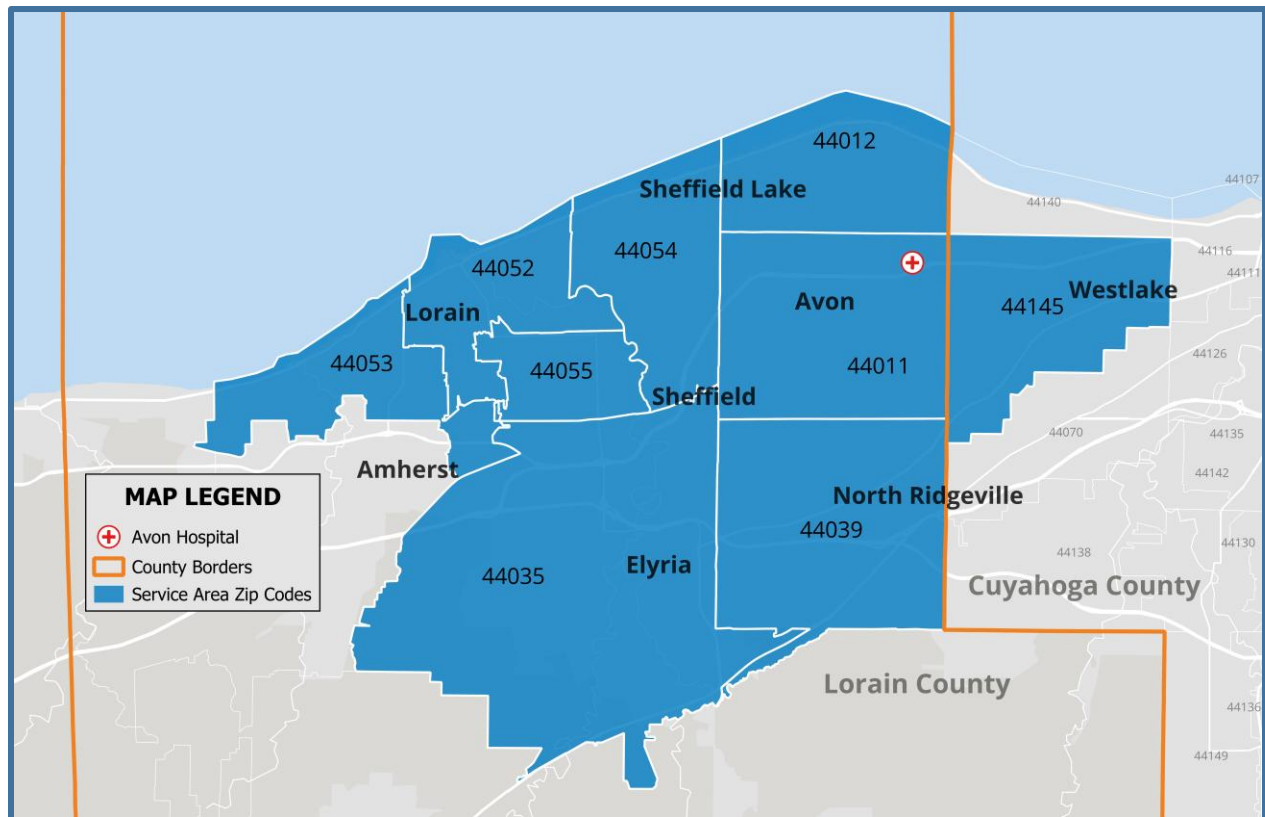 44012
44107
Sheffield Lake
44140
44054
44116
44052
44111
Avon
Westlake
44145
Lorain
44126
44053
44055
44011
Sheffield
44070
44135
Amherst
44142
North Ridgeville
44039
44130
44138
Elyria
44035
Cuyahoga County
Lorain County
44136
44149
MAP LEGEND
Avon Hospital
County Borders
Service Area Zip Codes